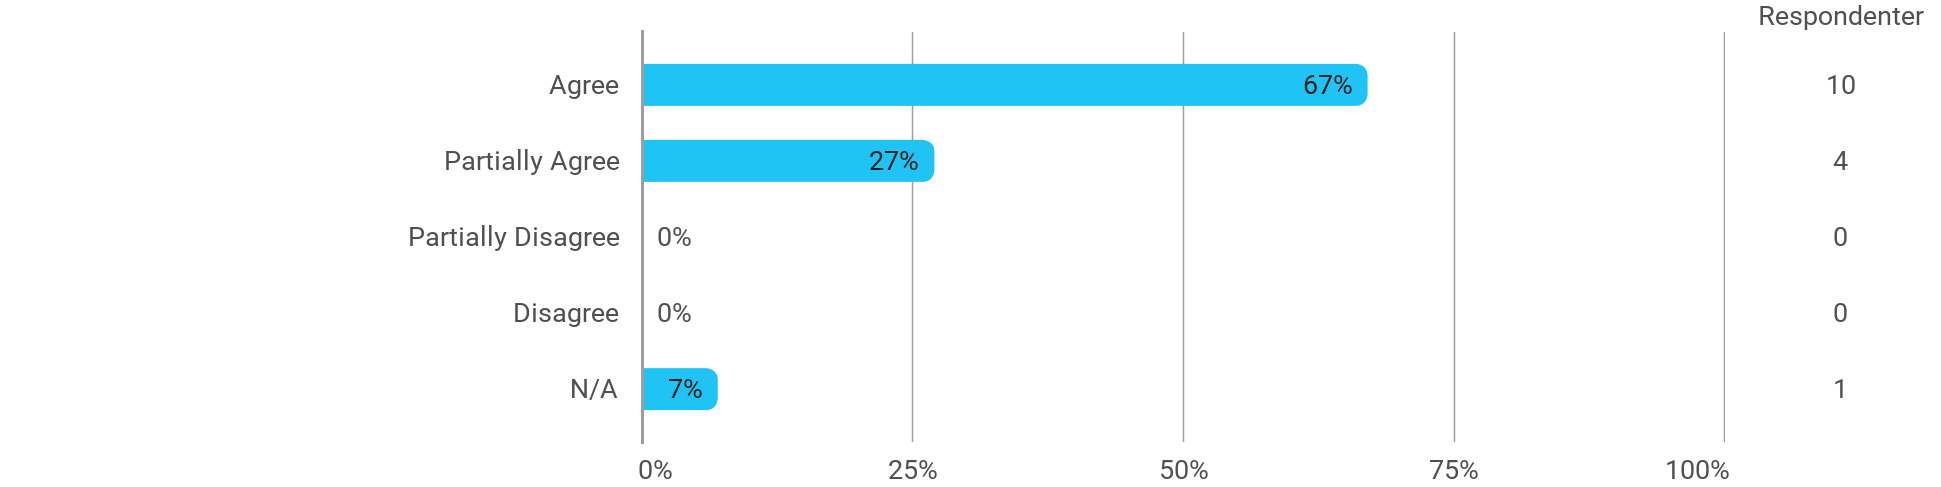 Respondenter
Agree 67% 10
Partially Agree 27% 4
Partially Disagree 0% 0
Disagree 0% 0
N/A 7% 1
0% 25% 50% 75% 100%